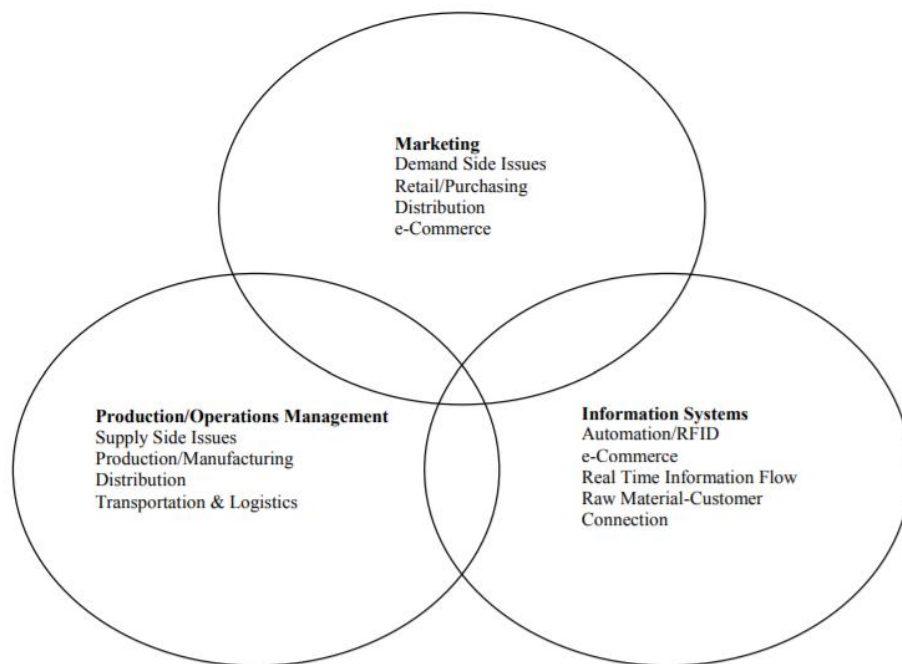 Marketing
Demand Side Issues
Retail/Purchasing
Distribution
e-Commerce
Production/Operations Management
Supply Side Issues
Production/Manufacturing
Distribution
Transportation & Logistics
Information Systems
Automation/RFID
e-Commerce
Real Time Information Flow
Raw Material-Customer
Connection